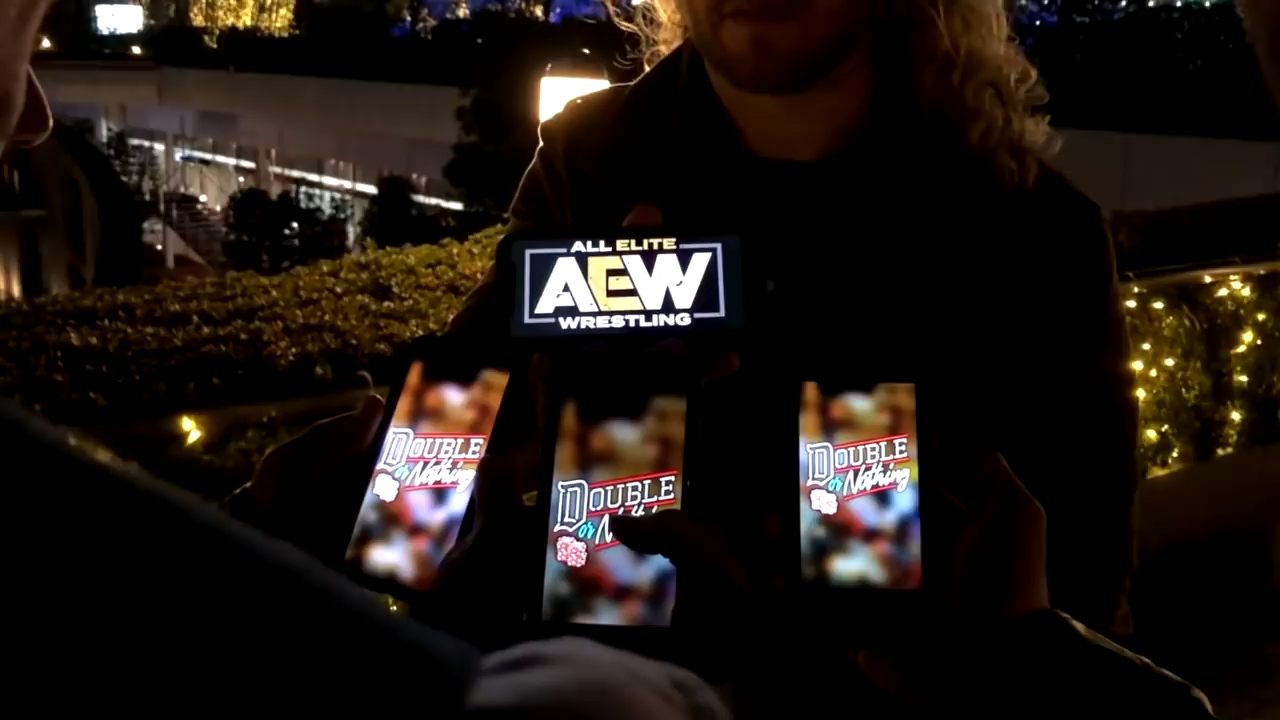 ALL ELITE
AEW
WRESTLING
DOUBLE
or Nothing
DOUBLE
or N
DOUBLE
or Nothing